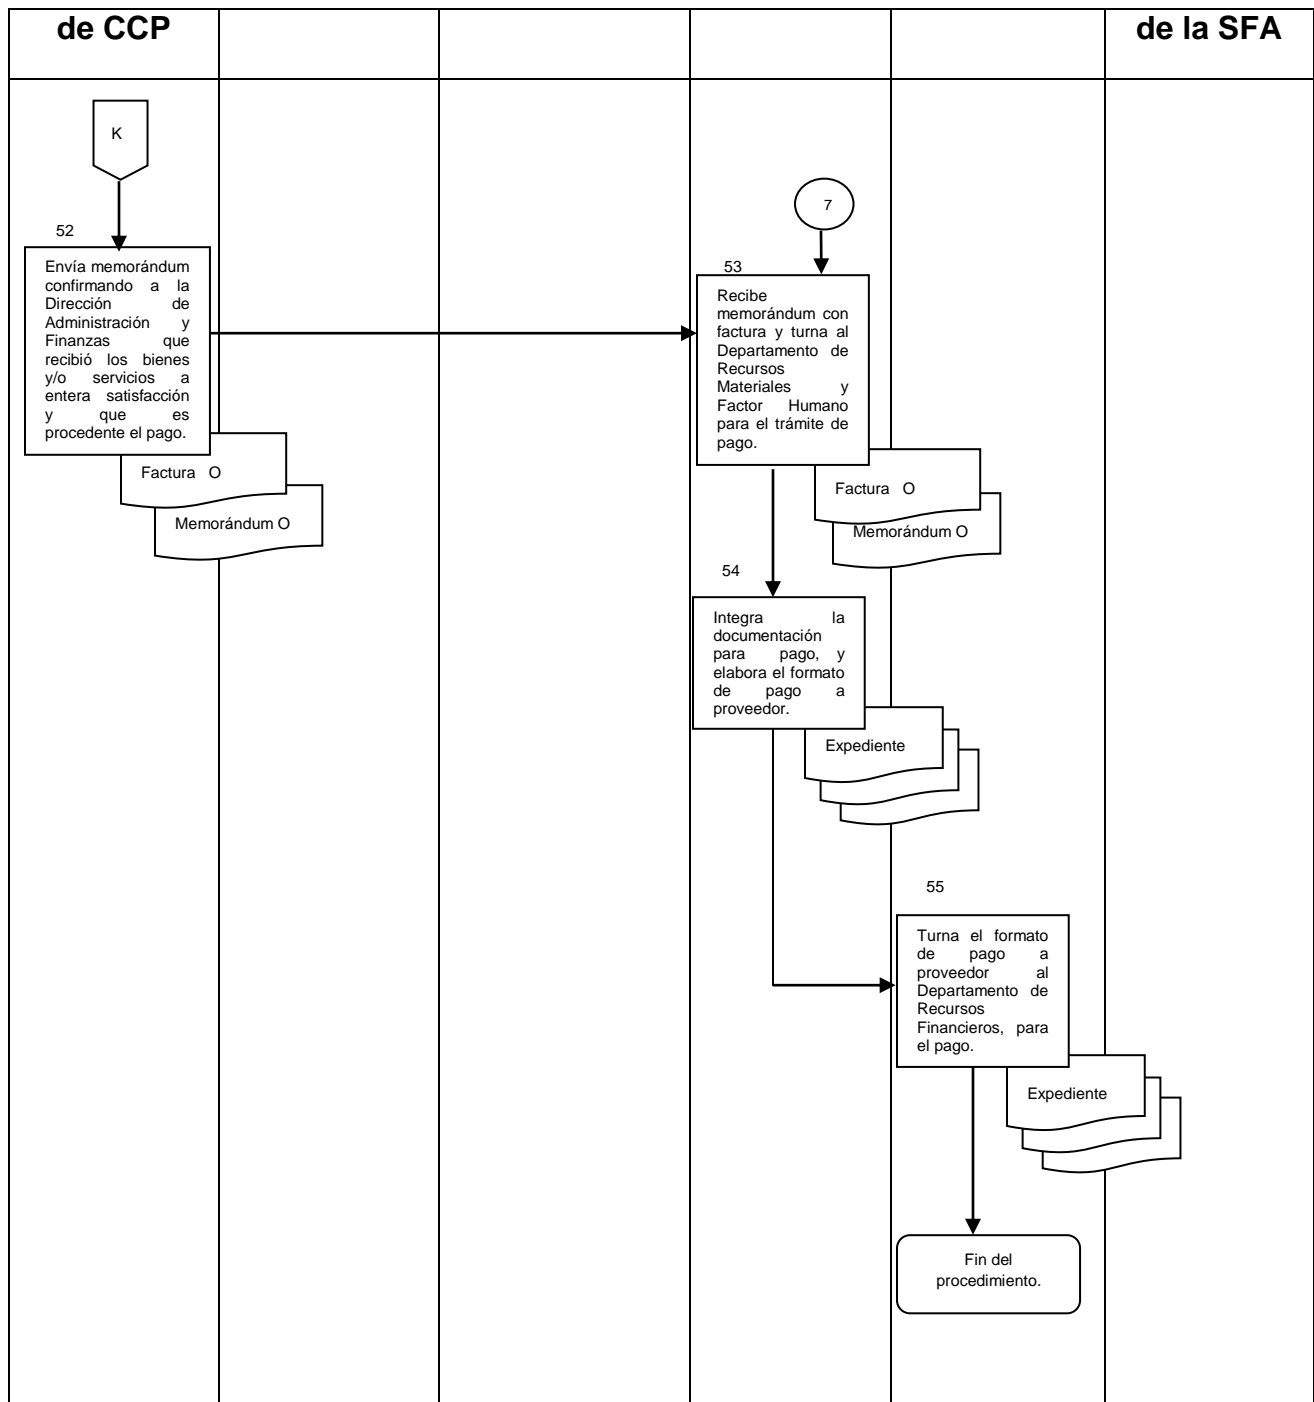 de CCP
de la SFA
K
7
52
Envía memorándum
confirmando a la
Dirección de
Administración y
Finanzas que
recibió los bienes
y/o servicios a
entera satisfacción
y que es
procedente el pago.
Factura O
Memorándum O
53
Recibe
memorándum con
factura y turna al
Departamento de
Recursos
Materiales y
Factor Humano
para el trámite de
pago.
Factura O
Memorándum O
54
Integra la
documentación
para pago, y
elabora el formato
de pago a
proveedor.
Expediente
55
Turna el formato
de pago a
proveedor al
Departamento de
Recursos
Financieros, para
el pago.
Expediente
Fin del
procedimiento.